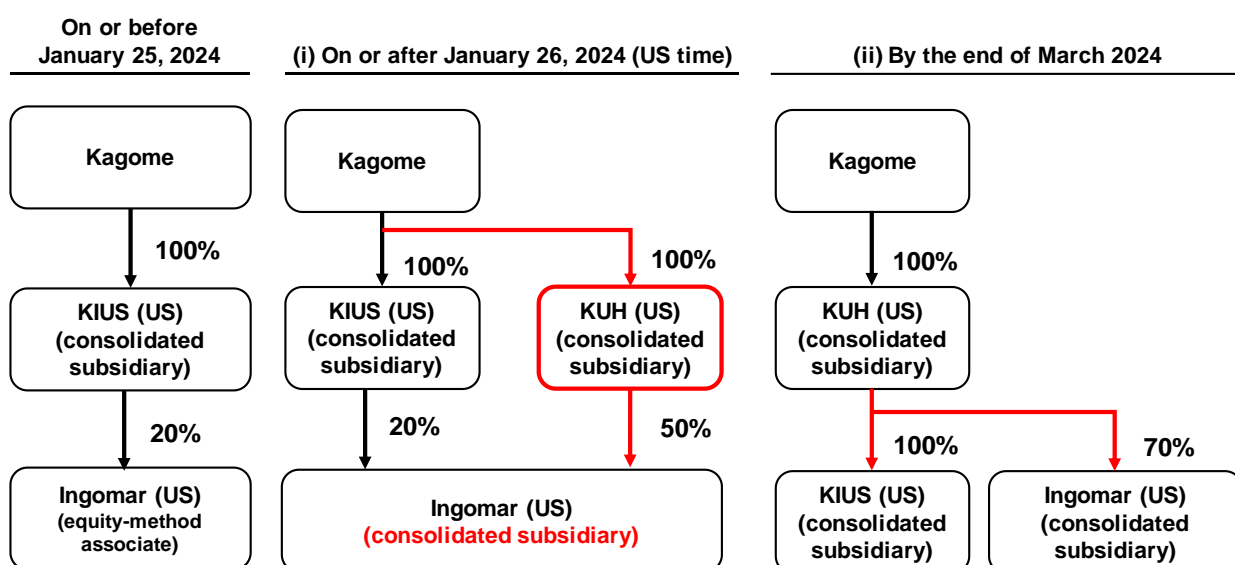 On or before
January 25, 2024
Kagome
100%
KIUS (US)
(consolidated
subsidiary)
20%
Ingomar (US)
(equity-method
associate)
(i) On or after January 26, 2024 (US time)
Kagome
100%
100%
KIUS (US)
(consolidated
subsidiary)
KUH (US)
(consolidated
subsidiary)
20%
50%
Ingomar (US)
(consolidated subsidiary)
(ii) By the end of March 2024
Kagome
100%
KUH (US)
(consolidated
subsidiary)
100%
70%
KIUS (US)
(consolidated
subsidiary)
Ingomar (US)
(consolidated
subsidiary)